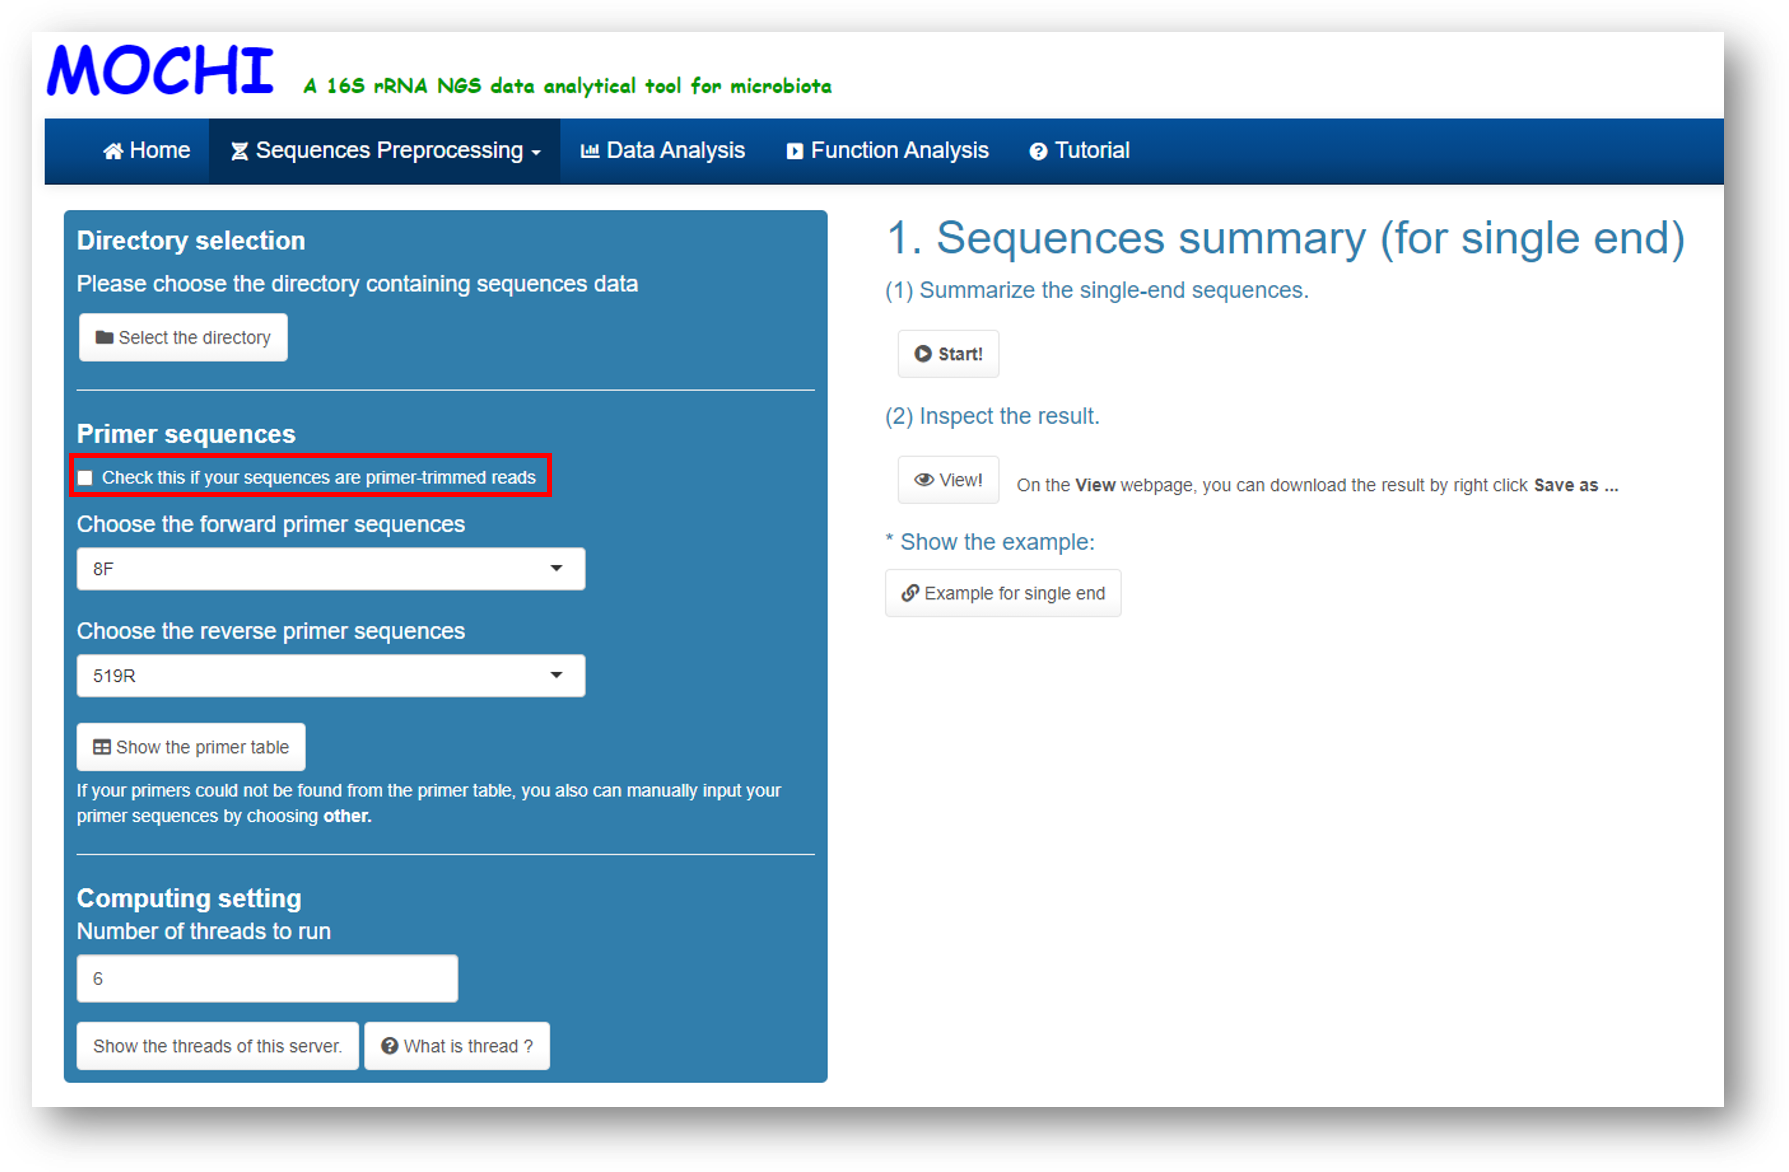 MOCHI A 16S rRNA NGS data analytical tool for microbiota
Home Sequences Preprocessing Data Analysis Function Analysis Tutorial
Directory selection
Please choose the directory containing sequences data
Select the directory
Primer sequences
Check this if your sequences are primer-trimmed reads
Choose the forward primer sequences
8F
Choose the reverse primer sequences
519R
Show the primer table
If your primers could not be found from the primer table, you also can manually input your
primer sequences by choosing other.
Computing setting
Number of threads to run
6
Show the threads of this server. What is thread ?
1. Sequences summary (for single end)
(1) Summarize the single-end sequences.
Start!
(2) Inspect the result.
View! On the View webpage, you can download the result by right click Save as ...
* Show the example:
Example for single end